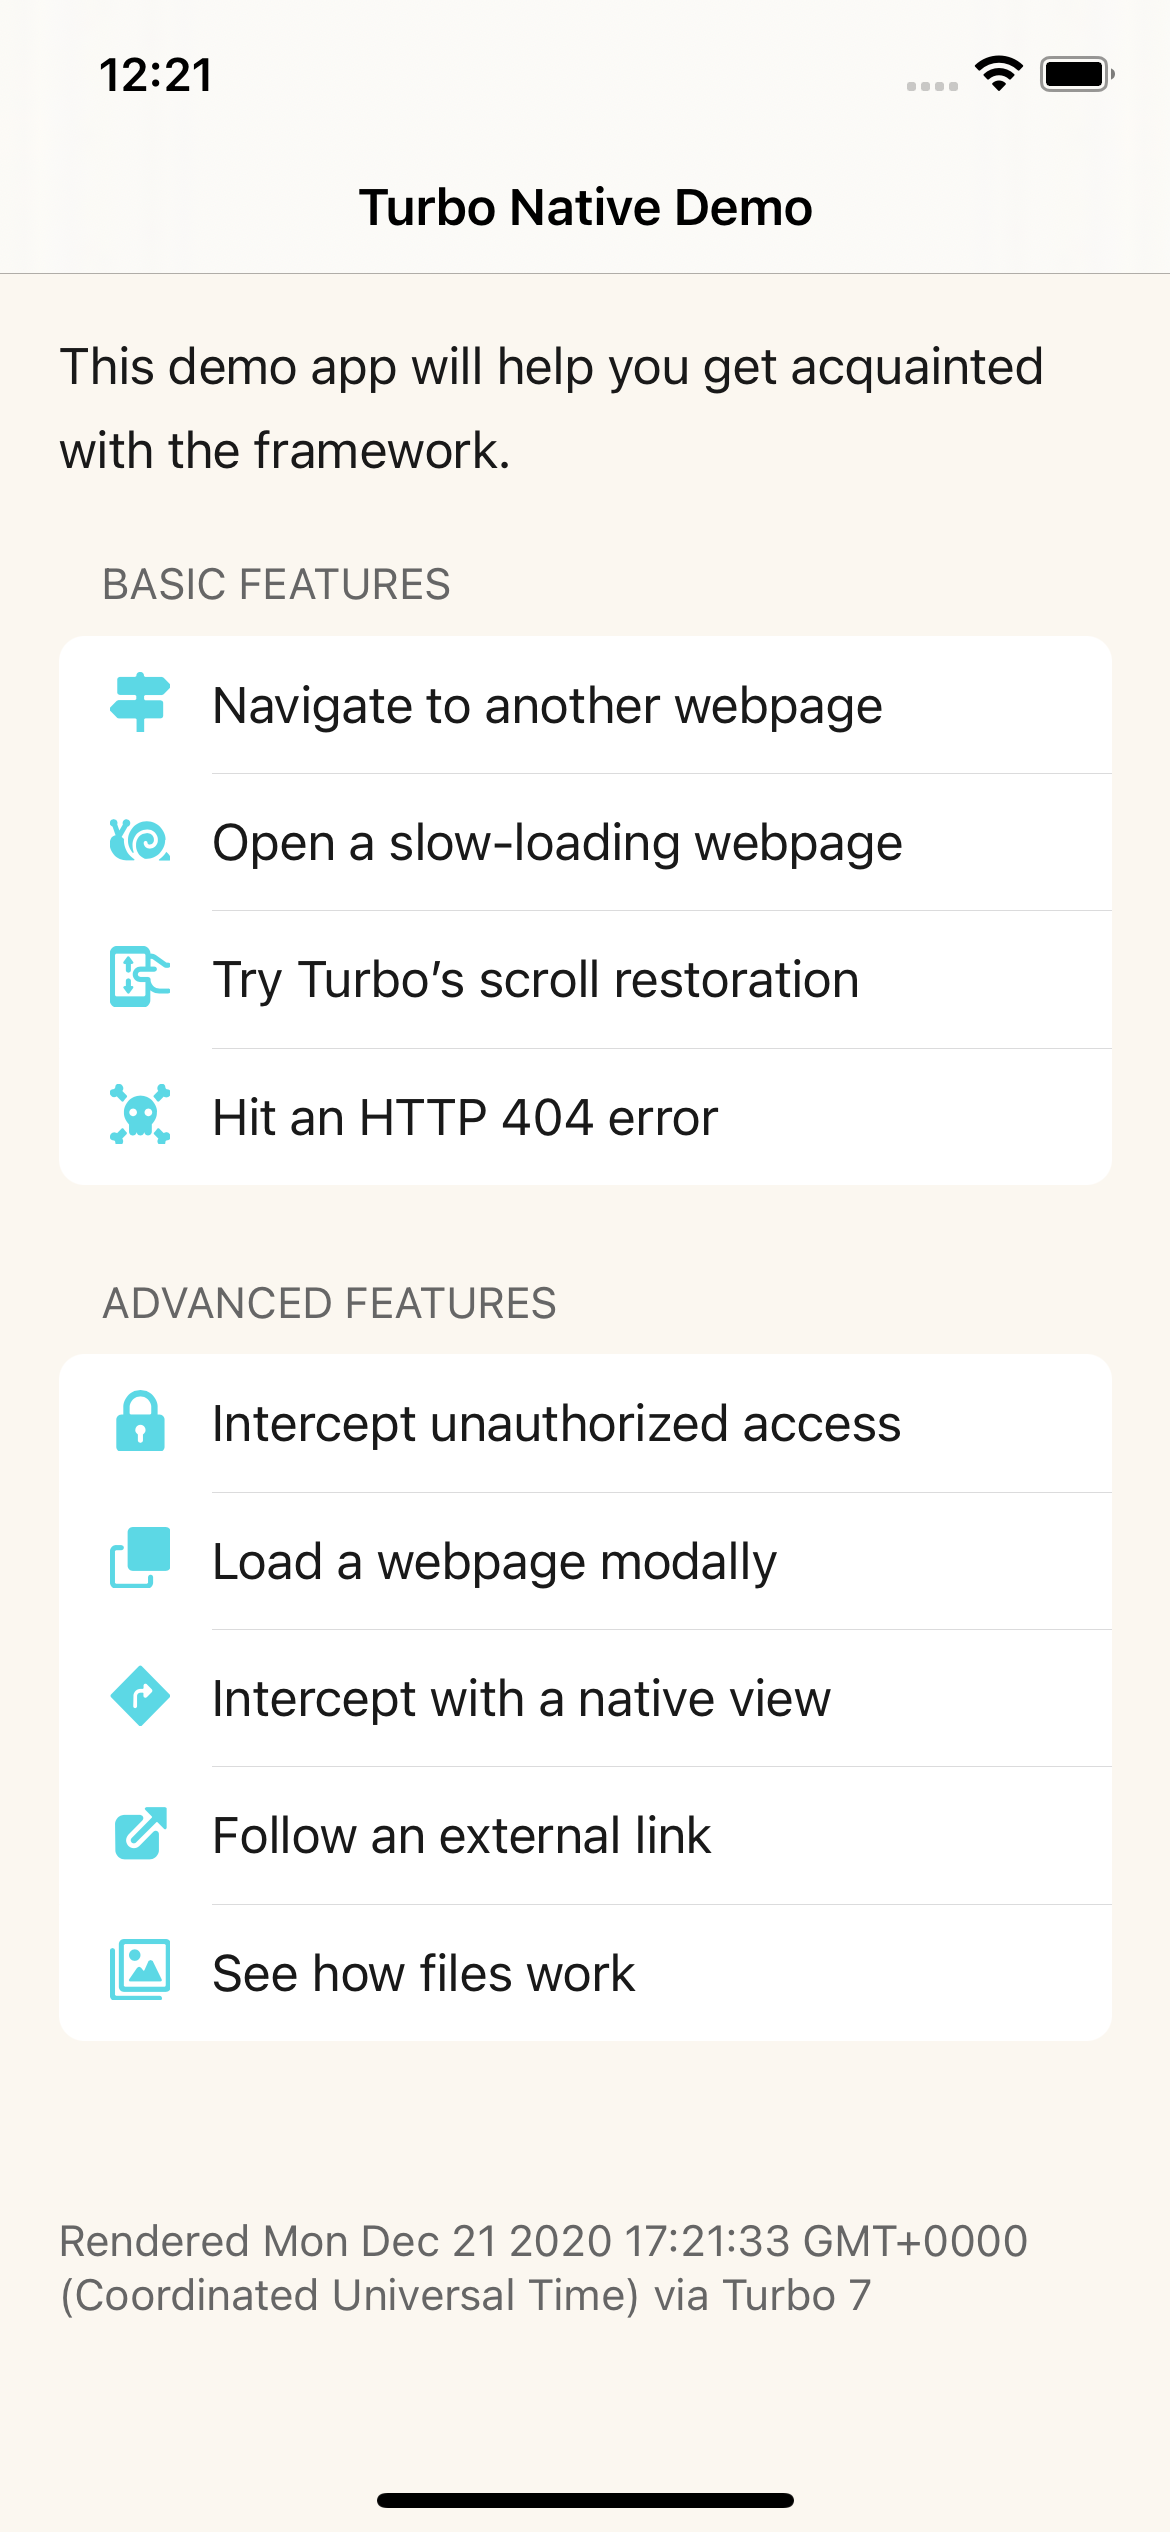 12:21
Turbo Native Demo
This demo app will help you get acquainted
with the framework.
BASIC FEATURES
Navigate to another webpage
Open a slow-loading webpage
Try Turbo’s scroll restoration
Hit an HTTP 404 error
ADVANCED FEATURES
Intercept unauthorized access
Load a webpage modally
Intercept with a native view
Follow an external link
See how files work
Rendered Mon Dec 21 2020 17:21:33 GMT+0000
(Coordinated Universal Time) via Turbo 7